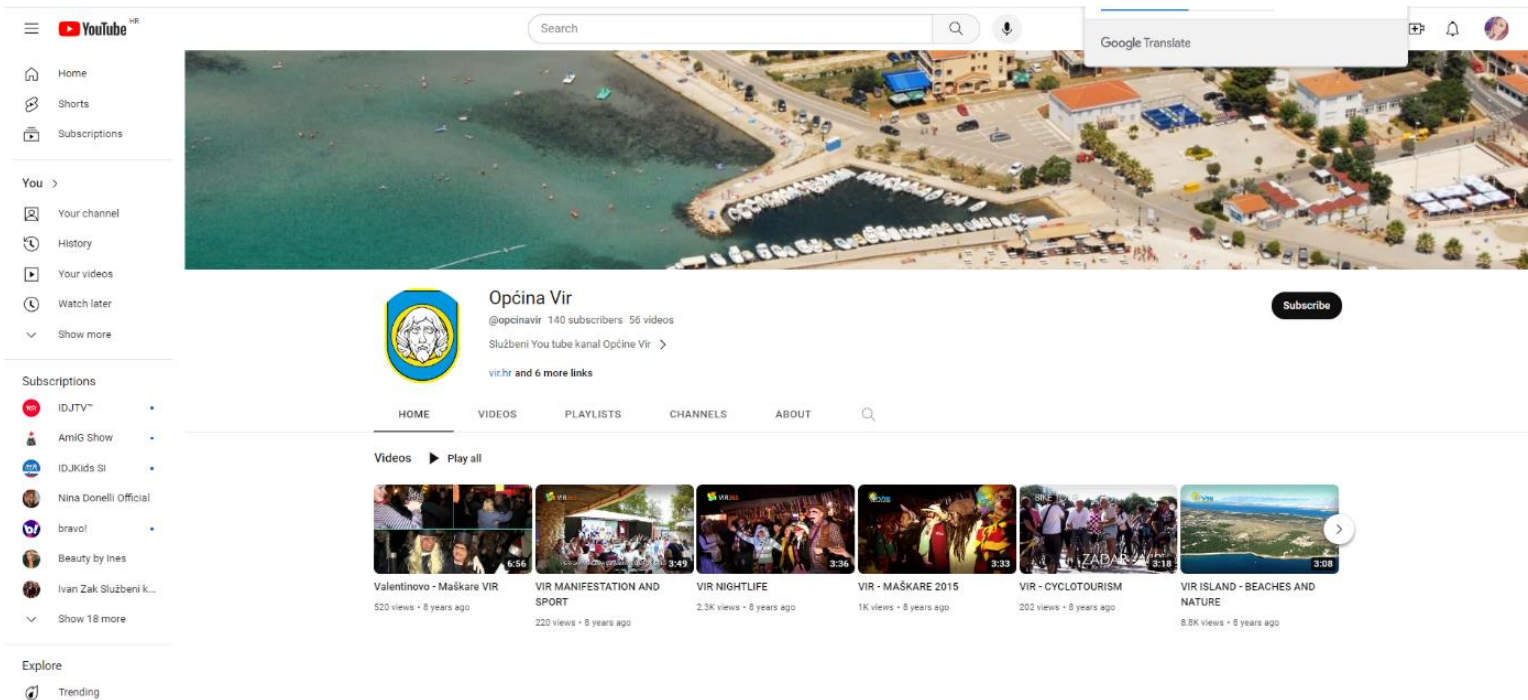 YouTube HR
Search
Google Translate
Home
Shorts
Subscriptions
You
Your channel
History
Your videos
Watch later
Show more
Subscriptions
IDJTV™
AmiG Show
IDJKids SI
Nina Donelli Official
bravo!
Beauty by Ines
Ivan Zak Službeni k...
Show 18 more
Explore
Trending
Općina Vir
@opcinavir 140 subscribers 56 videos
Službeni You tube kanal Općine Vir
vir.hr and 6 more links
Subscribe
HOME VIDEOS PLAYLISTS CHANNELS ABOUT
Videos Play all
6:56
Valentinovo - Maškare VIR
520 views • 8 years ago
3:49
VIR MANIFESTATION AND
SPORT
220 views • 8 years ago
VIR365
3:36
VIR NIGHTLIFE
2.3K views • 8 years ago
3:33
VIR - MAŠKARE 2015
1K views • 8 years ago
BIKE
ZADAR
3:18
VIR - CYCLOTOURISM
202 views • 8 years ago
3:08
VIR ISLAND - BEACHES AND
NATURE
8.8K views • 8 years ago